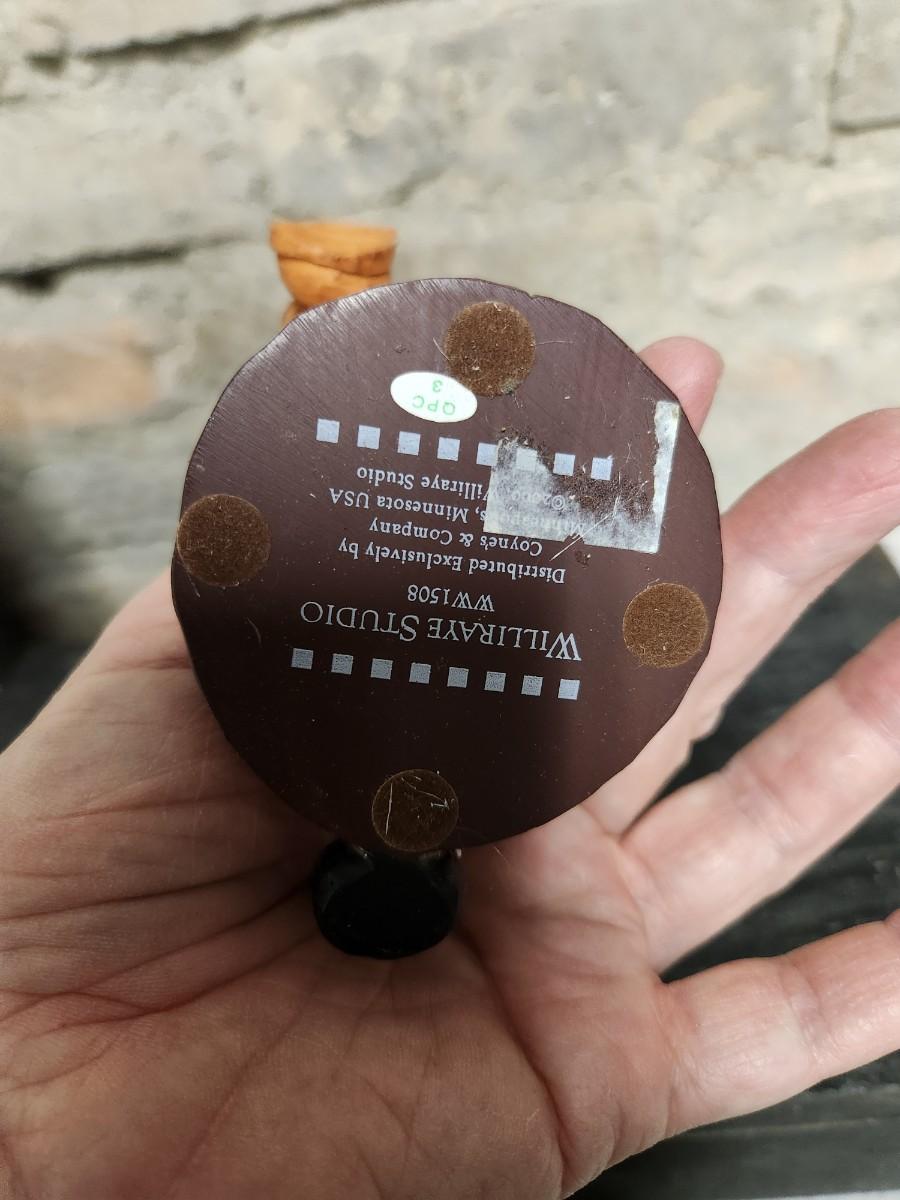 WILLIRAYE STUDIO
WW1508
Distributed Exclusively by
Coyne's & Company
Minneapolis, Minnesota USA
©2000 Williraye Studio
QPC
3